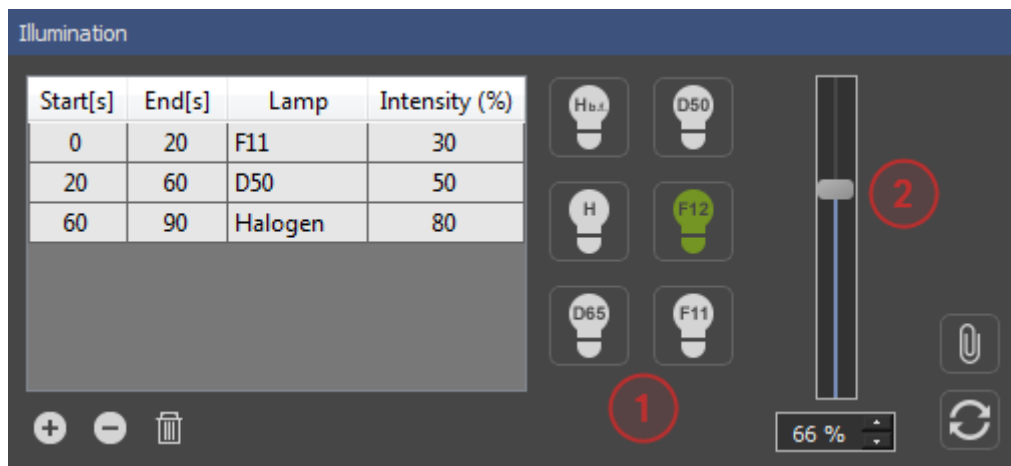 Illumination
Start[s] End[s] Lamp Intensity (%)
0 20 F11 30
20 60 D50 50
60 90 Halogen 80
H b.f. D50
H F12
D65 F11
1
2
66 %